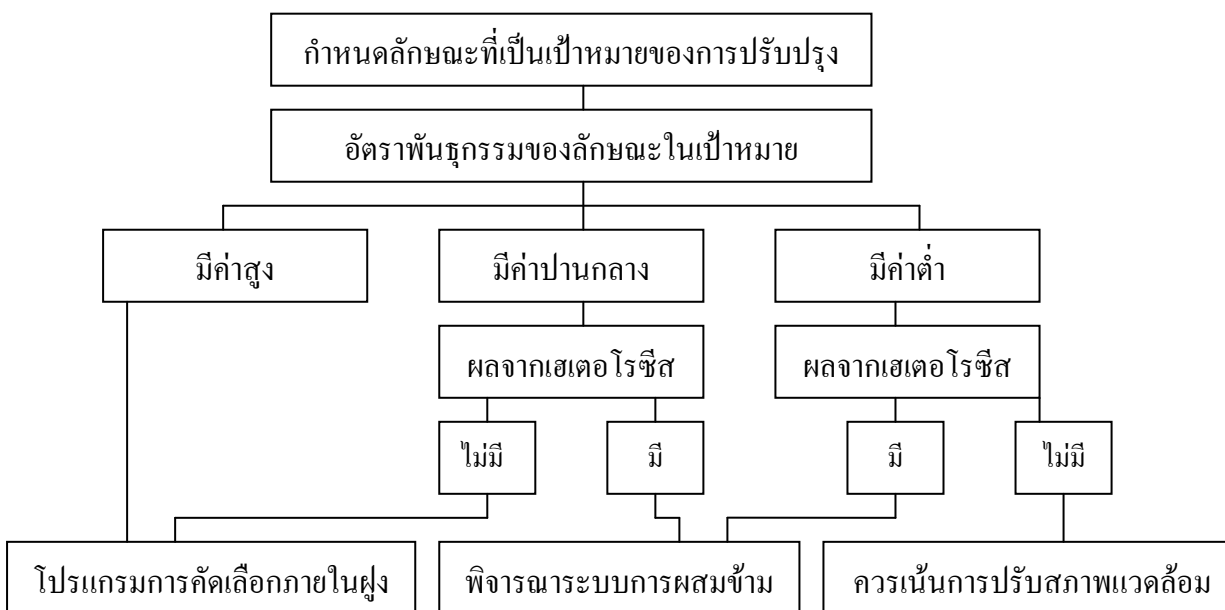 กำหนดลักษณะที่เป็นเป้าหมายของการปรับปรุง
อัตราพันธุกรรมของลักษณะในเป้าหมาย
มีค่าสูง
มีค่าปานกลาง
มีค่าต่ำ
ผลจากเฮเตอโรซีส
ผลจากเฮเตอโรซีส
ไม่มี
มี
มี
ไม่มี
โปรแกรมการคัดเลือกภายในฝูง
พิจารณาระบบการผสมข้าม
ควรเน้นการปรับสภาพแวดล้อม